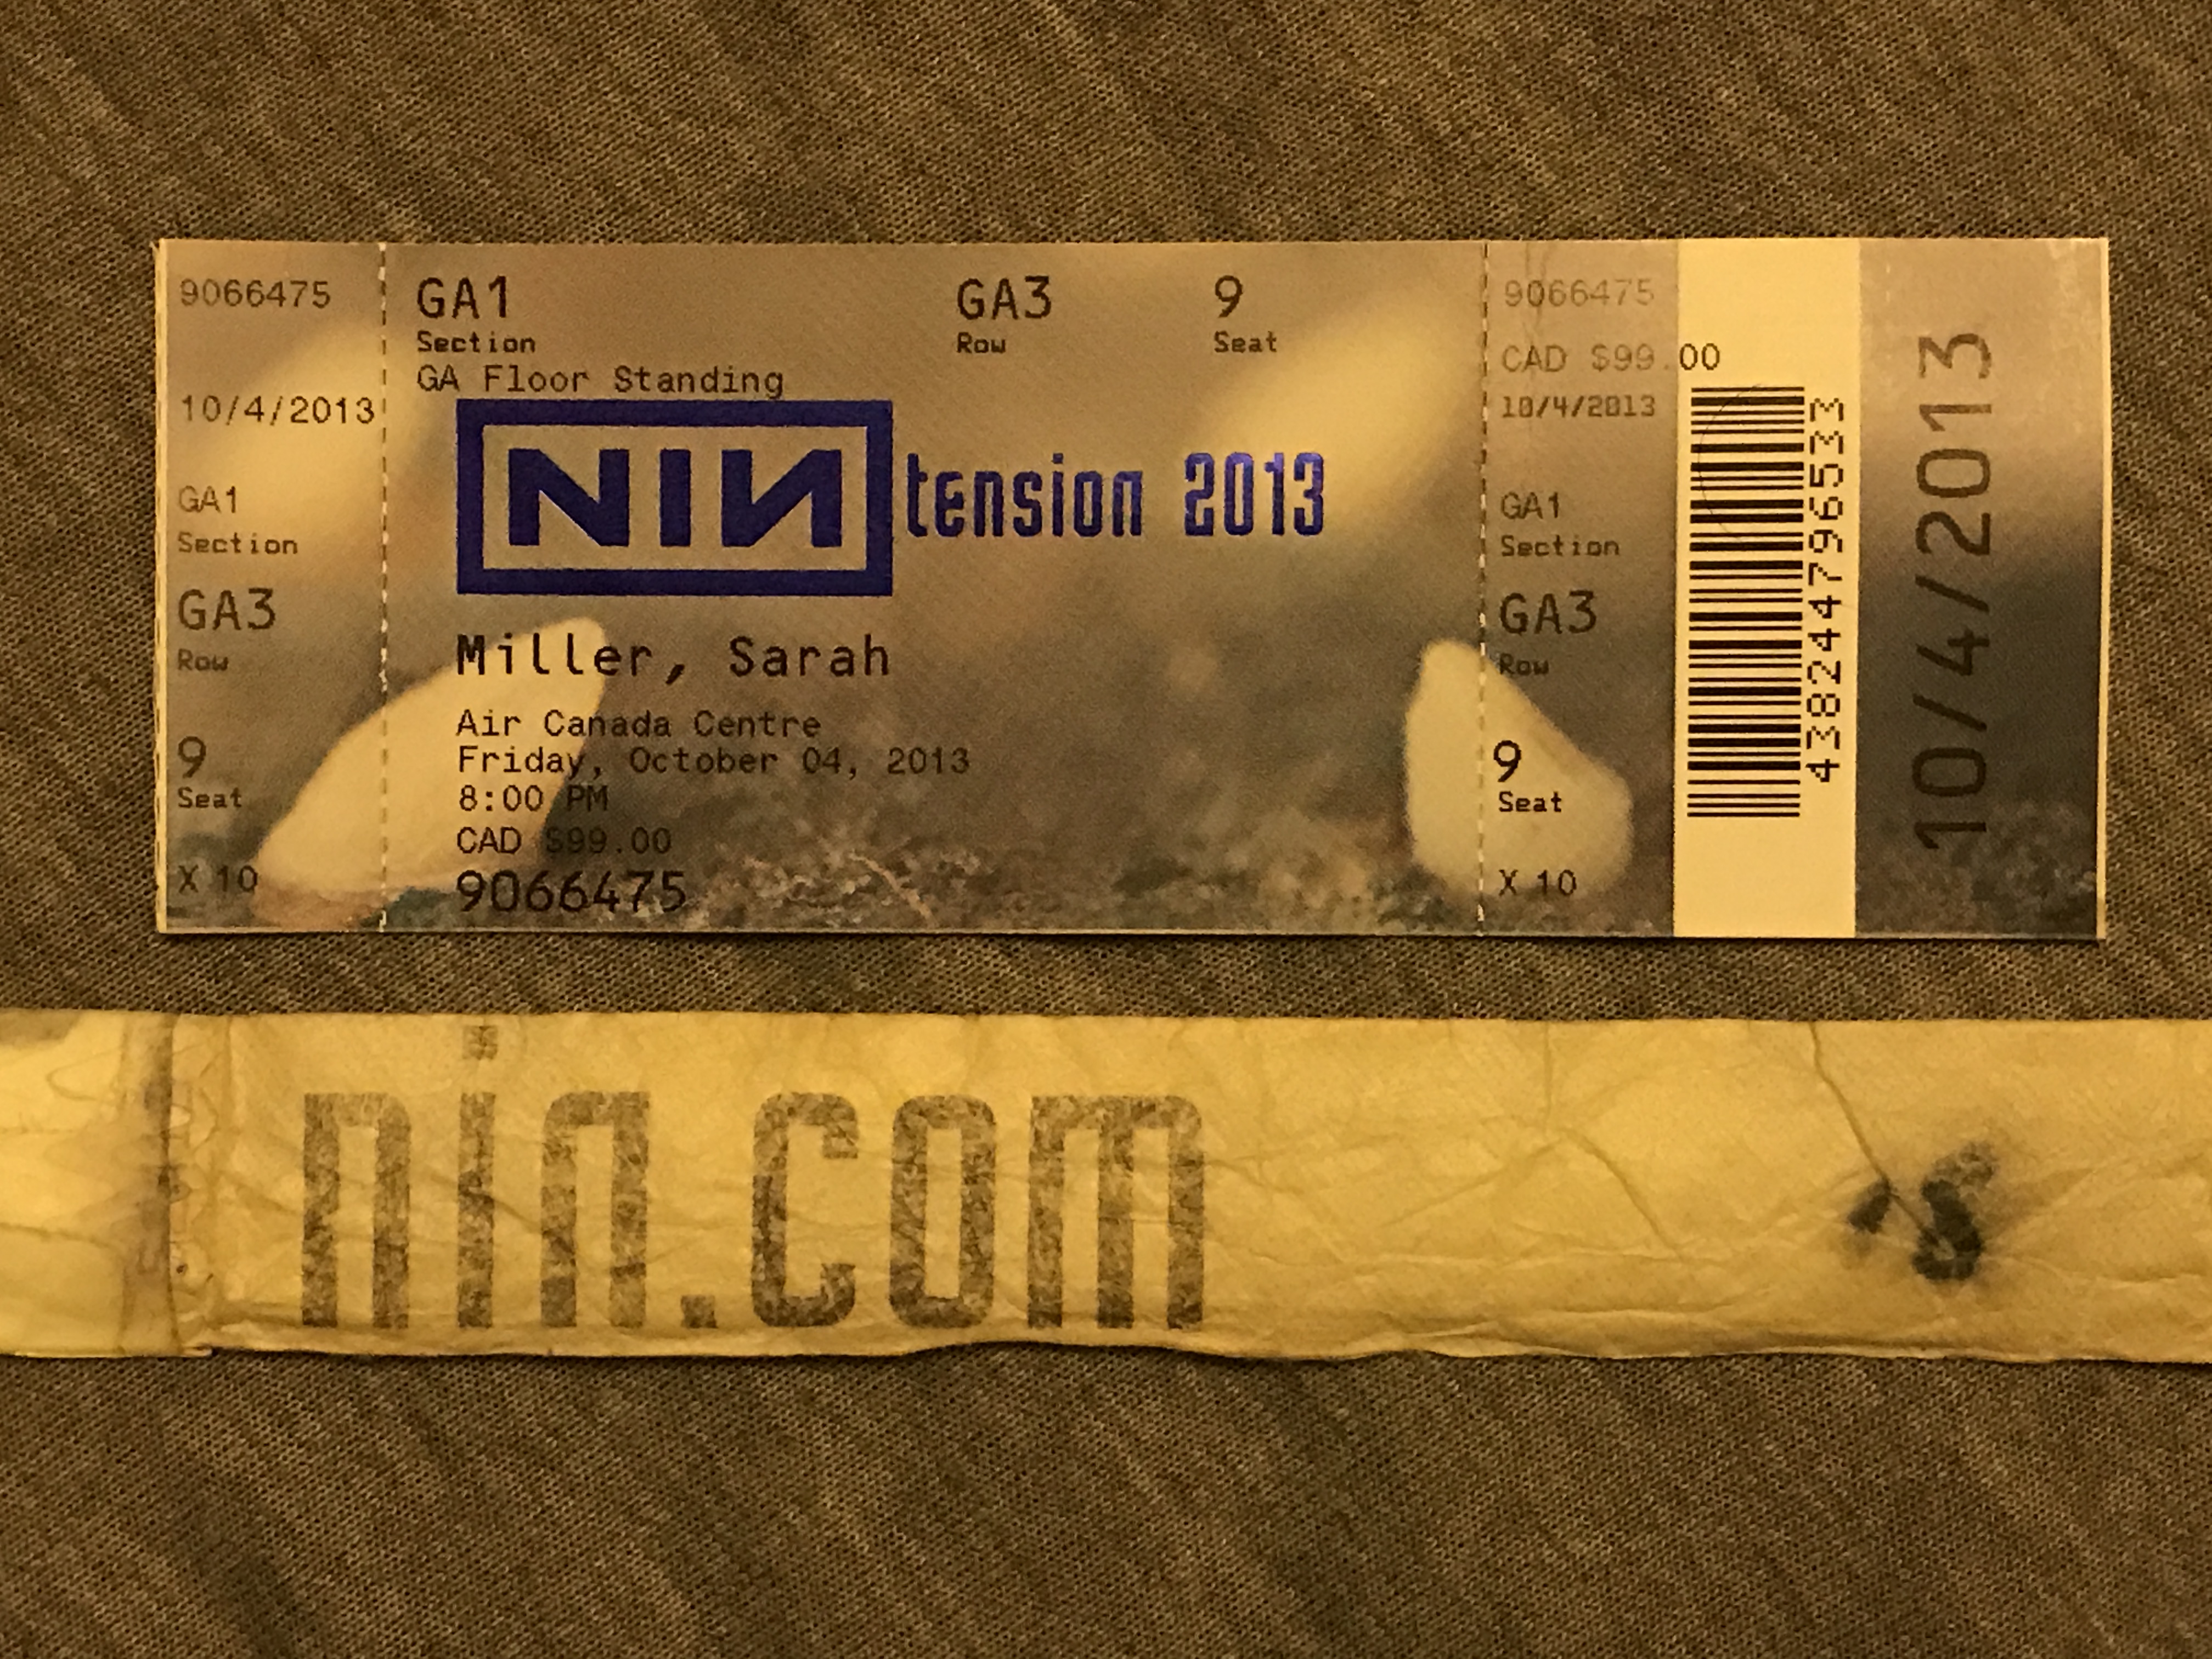 9066475
10/4/2013
GA1
Section
GA3
Row
9
Seat
X 10
GA1 GA3 9
Section Row Seat
GA Floor Standing
NIN tension 2013
Miller, Sarah
Air Canada Centre
Friday, October 04, 2013
8:00 PM
CAD $99.00
9066475
9066475
CAD $99.00
10/4/2013
GA1
Section
GA3
Row
9
Seat
X 10
438244796533
10/4/2013
nin.com